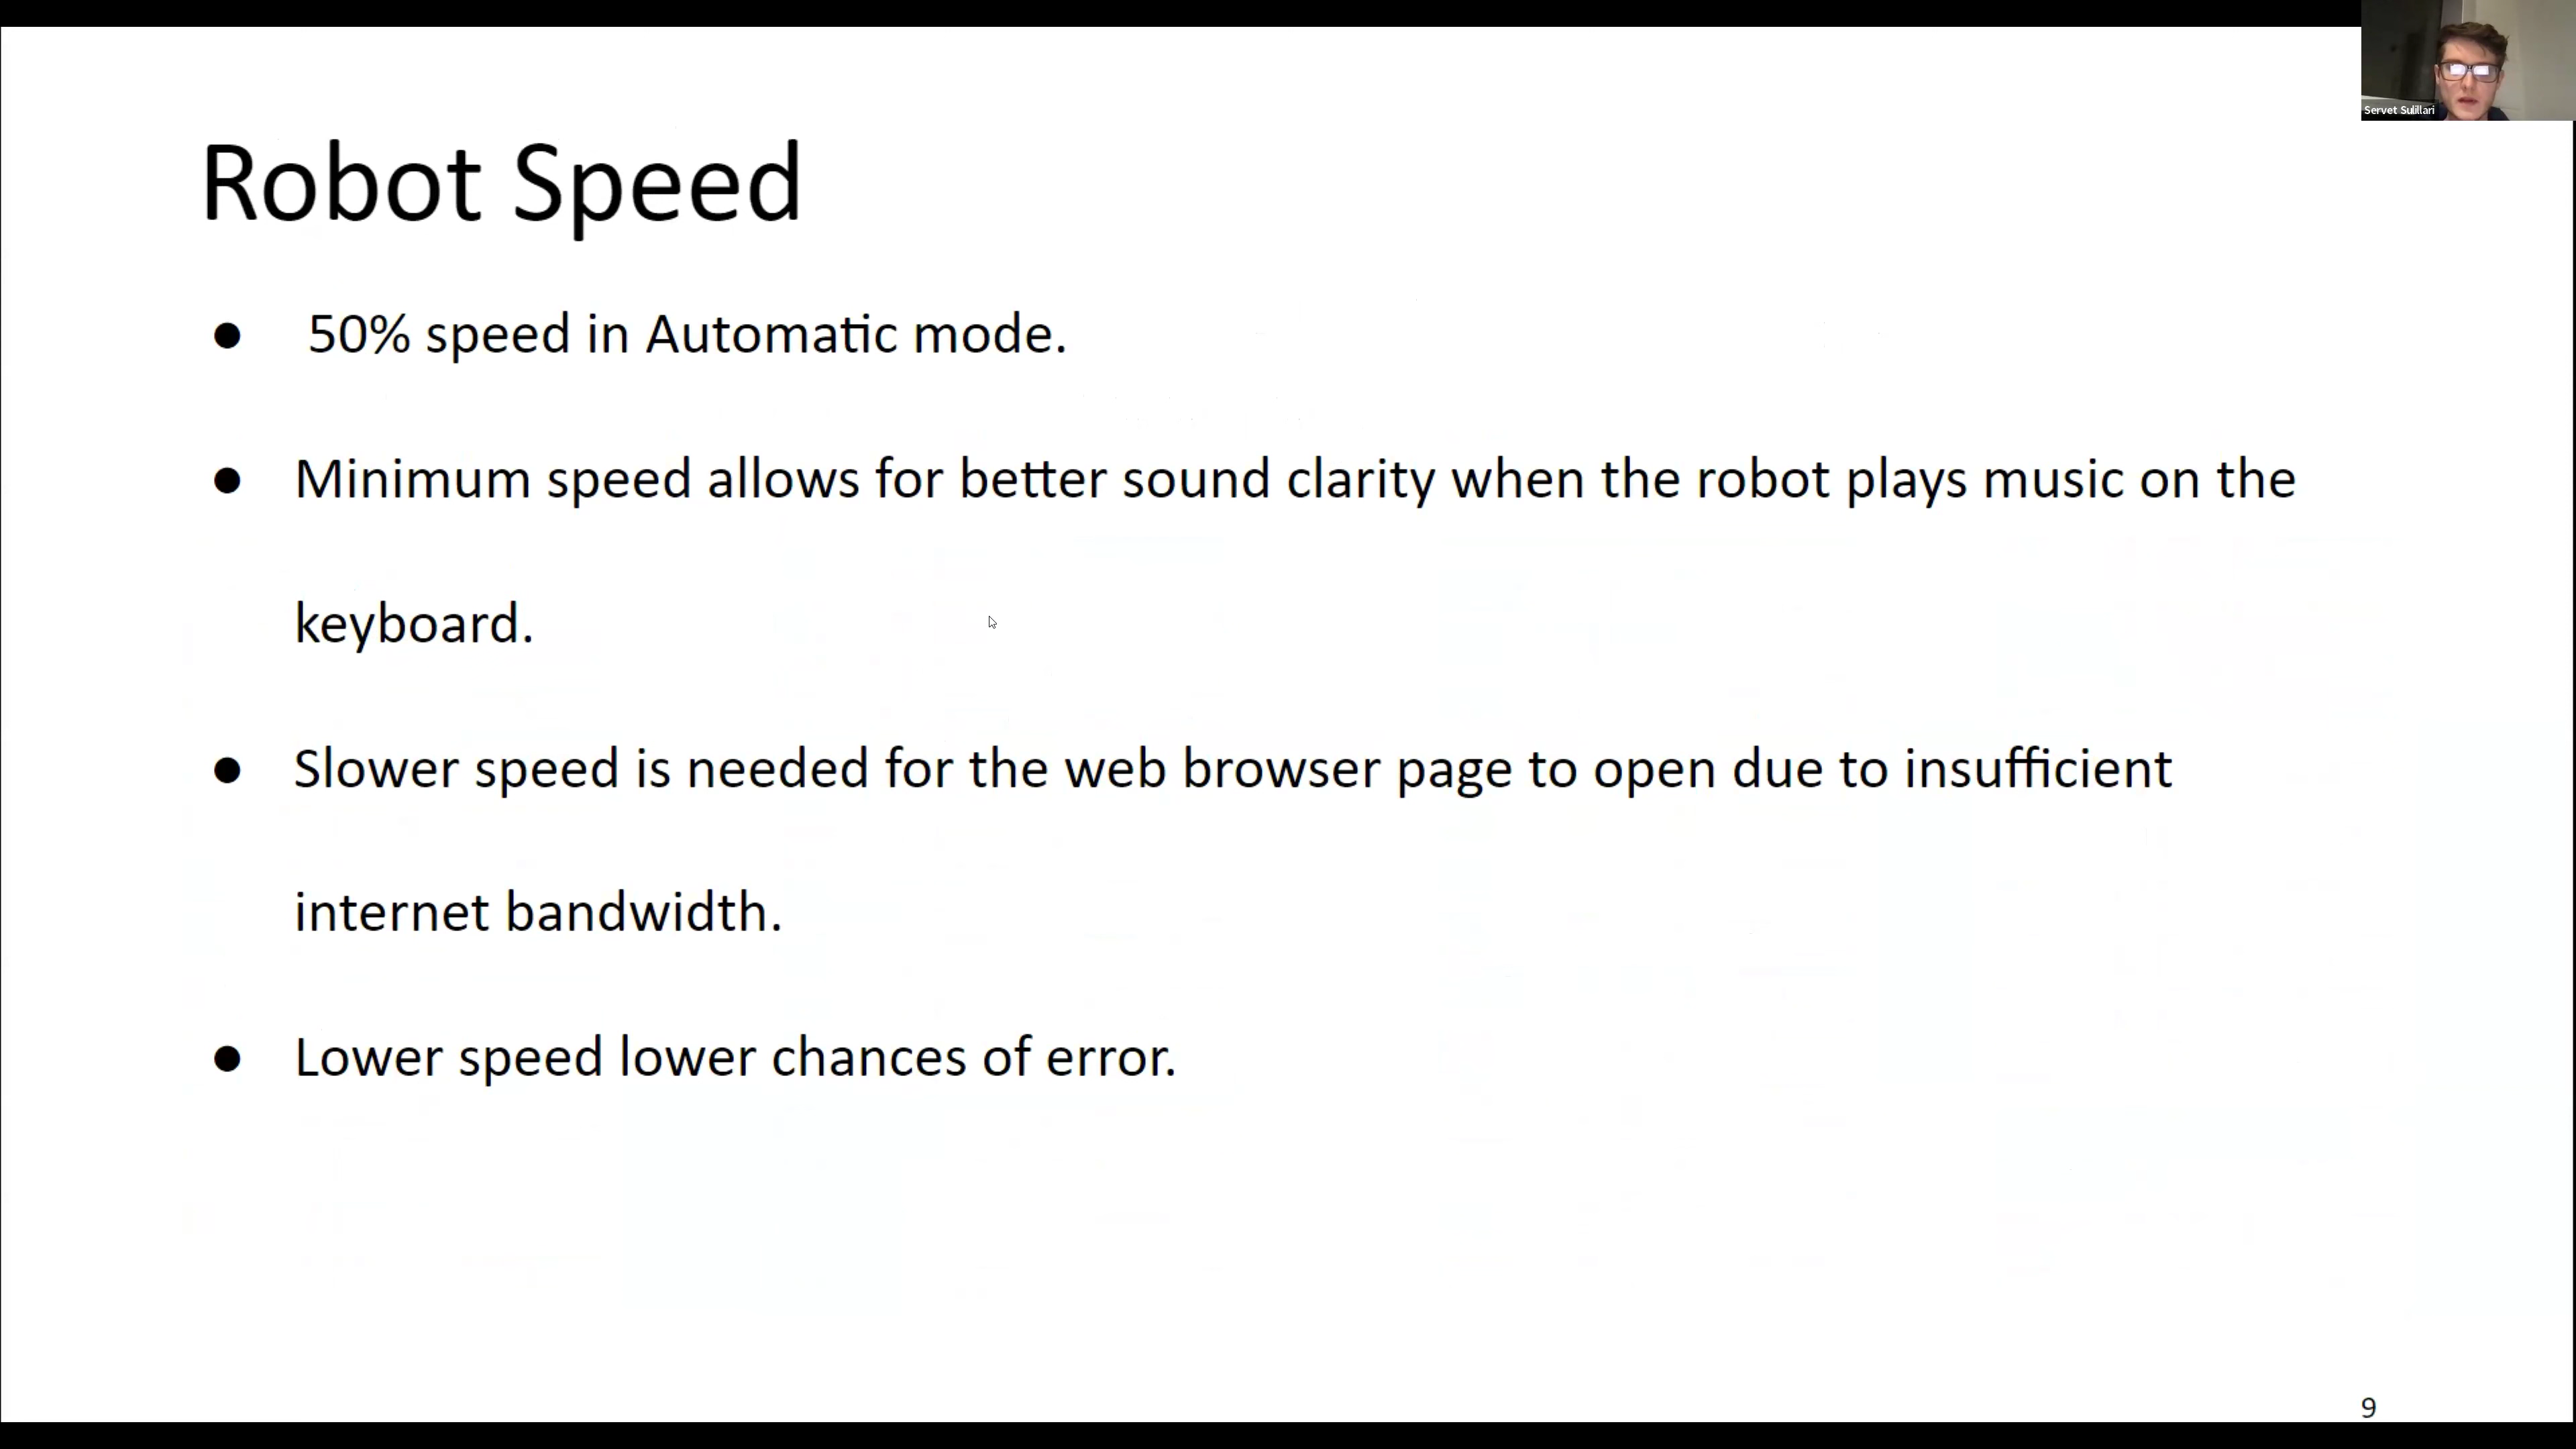 Servet Sulillari
Robot Speed
● 50% speed in Automatic mode.
● Minimum speed allows for better sound clarity when the robot plays music on the
keyboard.
● Slower speed is needed for the web browser page to open due to insufficient
internet bandwidth.
● Lower speed lower chances of error.
9